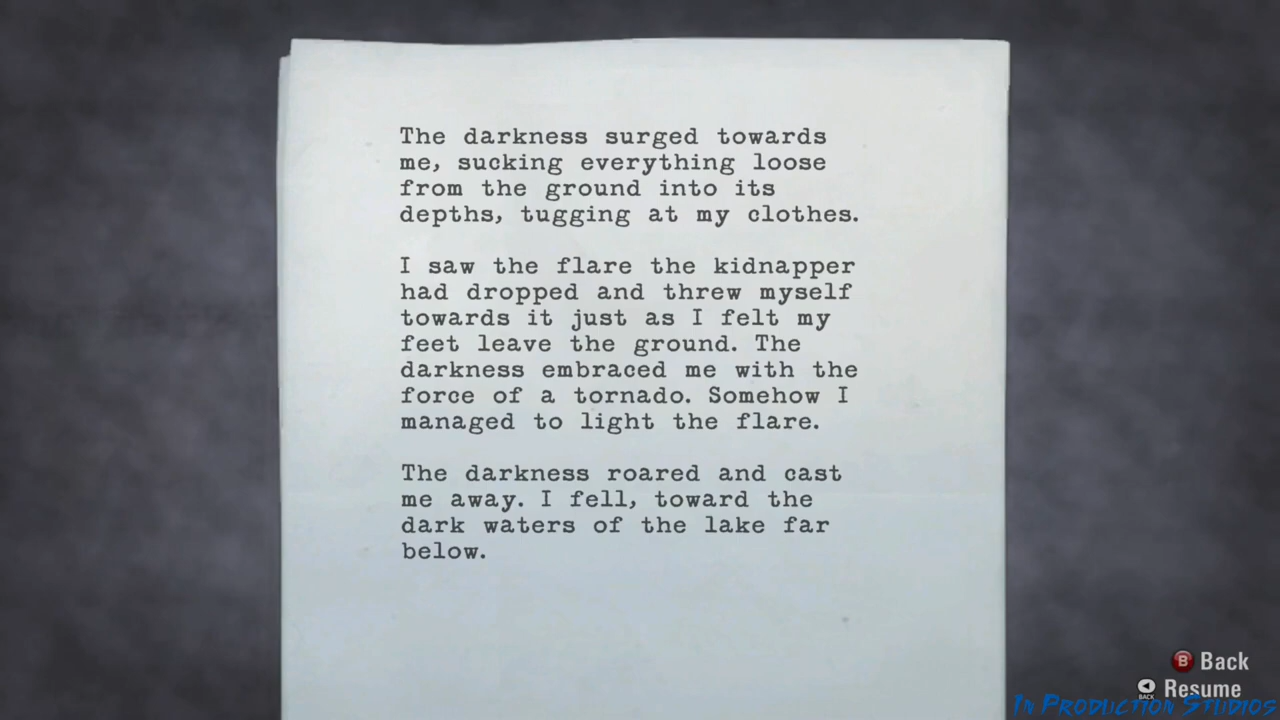 The darkness surged towards
me, sucking everything loose
from the ground into its
depths, tugging at my clothes.
I saw the flare the kidnapper
had dropped and threw myself
towards it just as I felt my
feet leave the ground. The
darkness embraced me with the
force of a tornado. Somehow I
managed to light the flare.
The darkness roared and cast
me away. I fell, toward the
dark waters of the lake far
below.
B Back
BACK Resume
In Production Studios